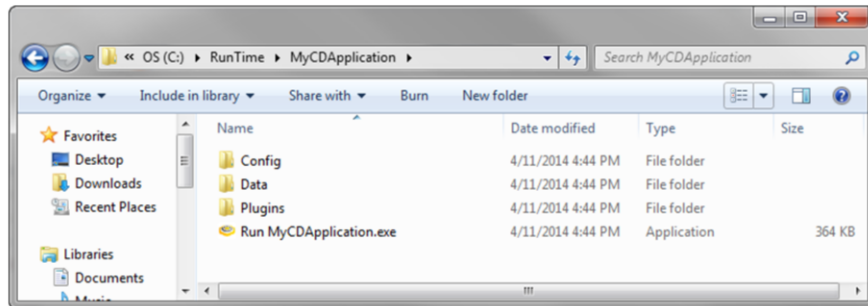 « OS (C:) ▸ RunTime ▸ MyCDApplication ▸ Search MyCDApplication
Organize ▾ Include in library ▾ Share with ▾ Burn New folder
Favorites
Desktop
Downloads
Recent Places
Libraries
Documents
Music
Name Date modified Type Size
Config 4/11/2014 4:44 PM File folder
Data 4/11/2014 4:44 PM File folder
Plugins 4/11/2014 4:44 PM File folder
Run MyCDApplication.exe 4/11/2014 4:44 PM Application 364 KB